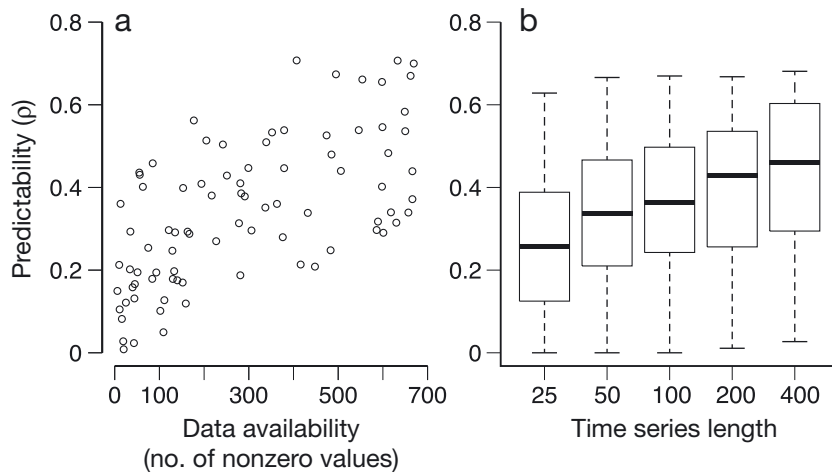 a
b
Predictability (ρ)
0.8
0.6
0.4
0.2
0
0 100 300 500 700
Data availability
(no. of nonzero values)
0.8
0.6
0.4
0.2
0
25 50 100 200 400
Time series length